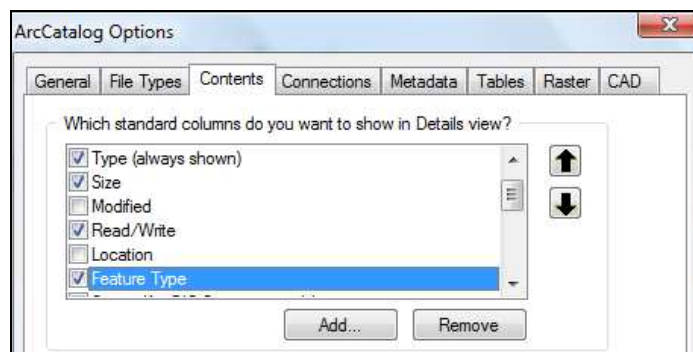 ArcCatalog Options
General File Types Contents Connections Metadata Tables Raster CAD
Which standard columns do you want to show in Details view?
Type (always shown)
Size
Modified
Read/Write
Location
Feature Type
Add... Remove